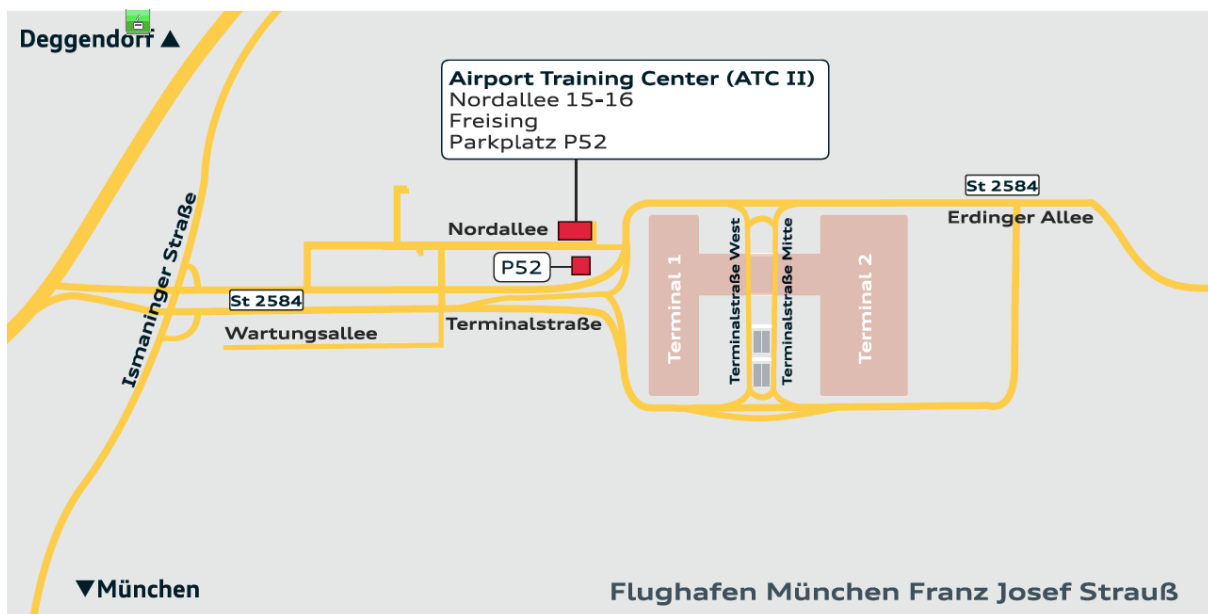 Deggendorf ▲
Airport Training Center (ATC II)
Nordallee 15-16
Freising
Parkplatz P52
St 2584
Erdinger Allee
Nordallee
P52
Ismaninger Straße
St 2584
Wartungsallee
Terminalstraße
Terminal 1
Terminalstraße West
Terminalstraße Mitte
Terminal 2
▼München
Flughafen München Franz Josef Strauß